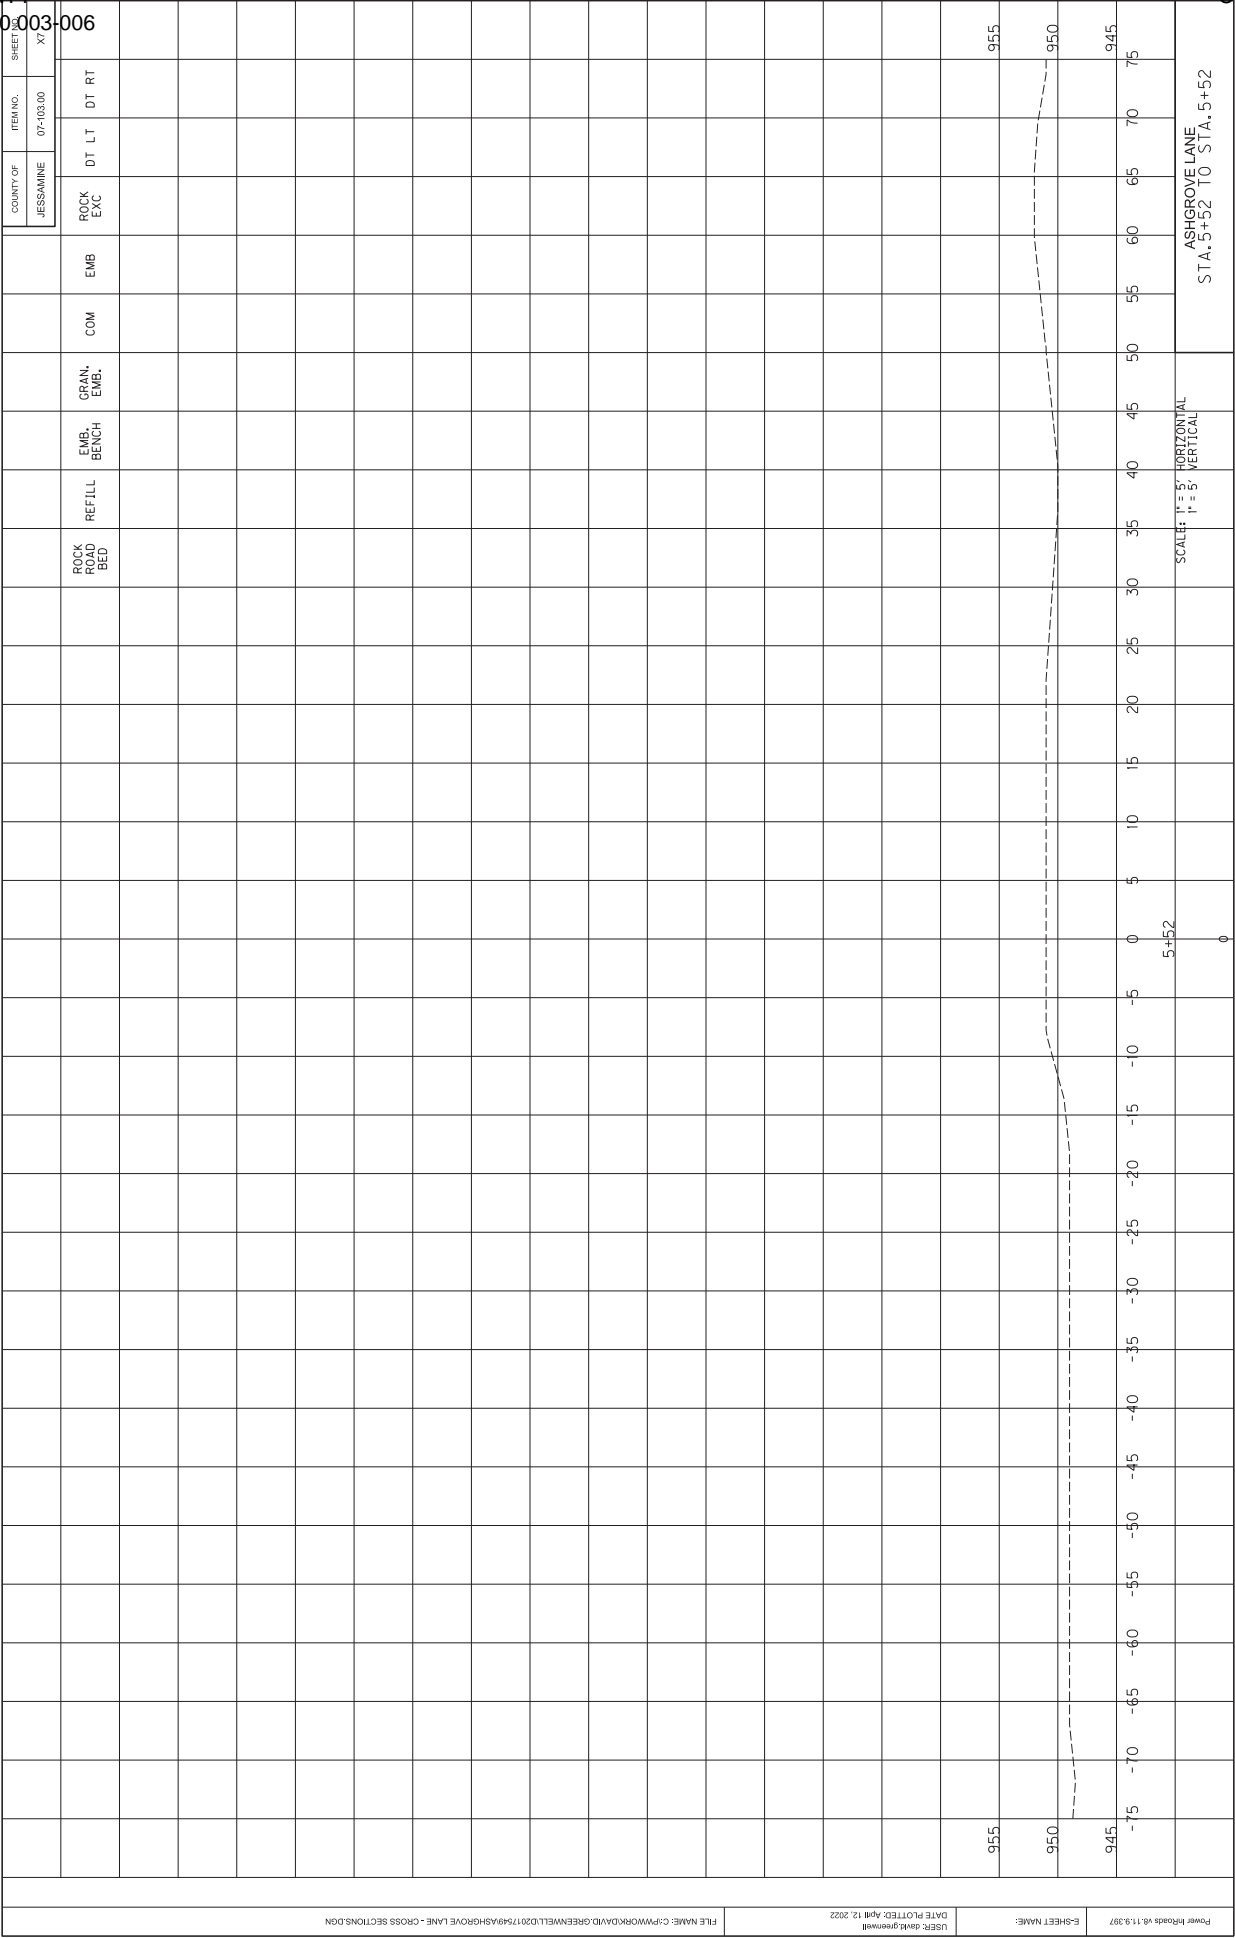 0.003-006
COUNTY OF ITEM NO. SHEET NO.
JESSAMINE 07-103.00 X7
ROCK ROAD BED REFILL EMB. BENCH GRAN. EMB. COM EMB ROCK EXC DT LT DT RT
955 955
950 950
945 945
-75 -70 -65 -60 -55 -50 -45 -40 -35 -30 -25 -20 -15 -10 -5 0 5 10 15 20 25 30 35 40 45 50 55 60 65 70 75
5+52
0
SCALE: 1" = 5' HORIZONTAL
1" = 5' VERTICAL
ASHGROVE LANE
STA. 5+52 TO STA. 5+52
FILE NAME: C:\PWWORK\DAVID.GREENWELL\D2017549\ASHGROVE LANE - CROSS SECTIONS.DGN
USER: david.greenwell
DATE PLOTTED: April 12, 2022
E-SHEET NAME:
Power InRoads v8.11.9.397